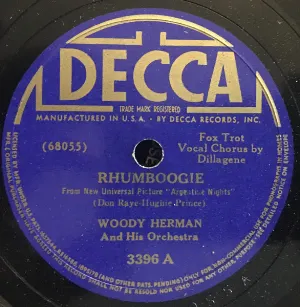 DECCA
TRADE MARK REGISTERED
MANUFACTURED IN U.S.A. · BY DECCA RECORDS, INC.
(68055)
Fox Trot
Vocal Chorus by
Dillagene
RHUMBOOGIE
From New Universal Picture "Argentine Nights"
(Don Raye-Hughie Prince)
WOODY HERMAN
And His Orchestra
3396 A